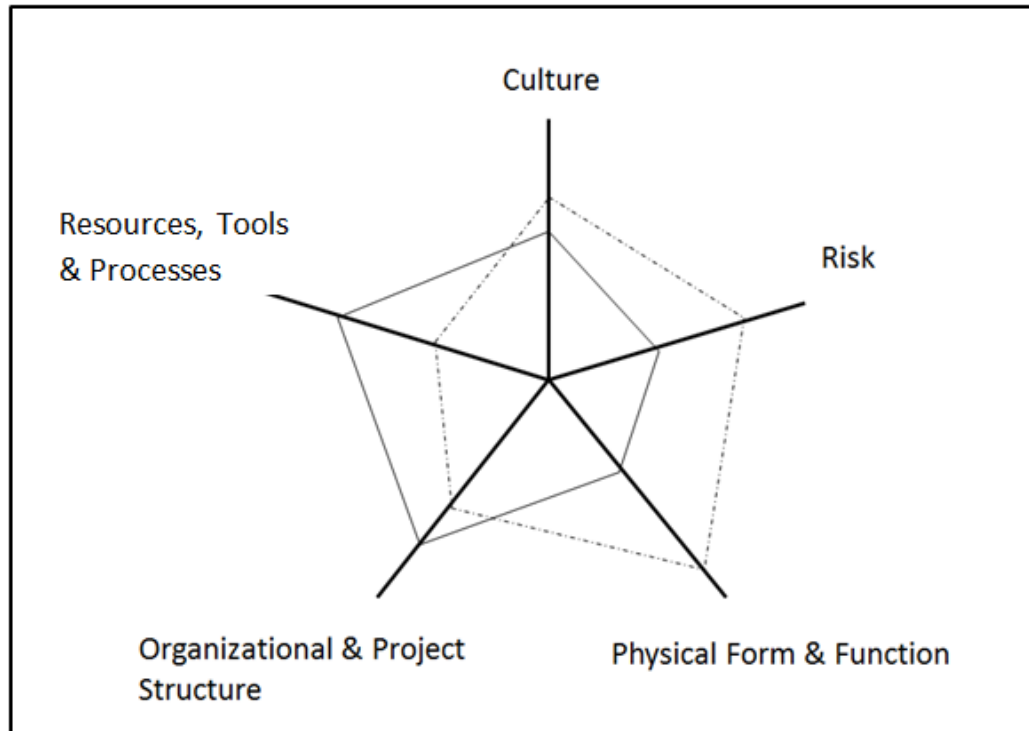 Culture
Resources, Tools
& Processes
Risk
Organizational & Project
Structure
Physical Form & Function